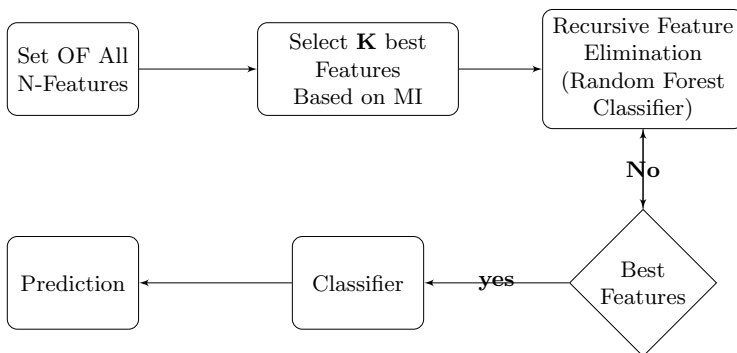 Set OF All
N-Features
Select K best
Features
Based on MI
Recursive Feature
Elimination
(Random Forest
Classifier)
No
Best
Features
yes
Classifier
Prediction